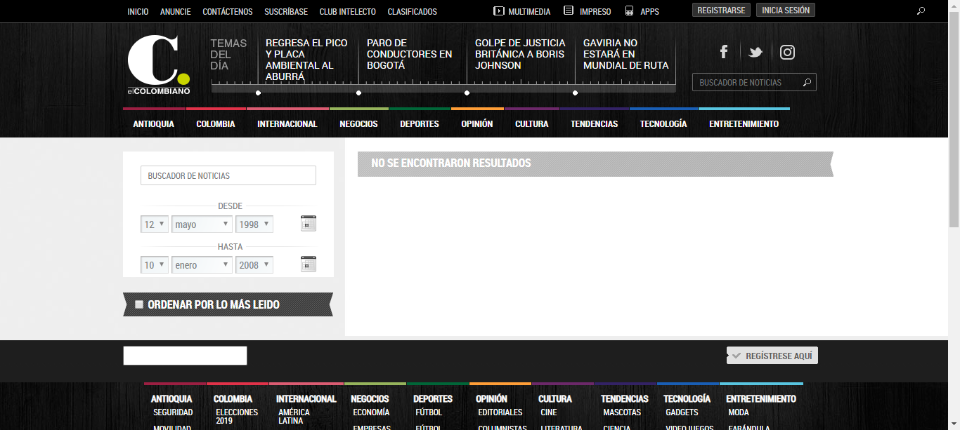 INICIO ANUNCIE CONTÁCTENOS SUSCRÍBASE CLUB INTELECTO CLASIFICADOS MULTIMEDIA IMPRESO APPS REGISTRARSE INICIA SESIÓN
C.
elCOLOMBIANO
TEMAS
DEL
DÍA
REGRESA EL PICO
Y PLACA
AMBIENTAL AL
ABURRÁ
PARO DE
CONDUCTORES EN
BOGOTÁ
GOLPE DE JUSTICIA
BRITÁNICA A BORIS
JOHNSON
GAVIRIA NO
ESTARÁ EN
MUNDIAL DE RUTA
BUSCADOR DE NOTICIAS
ANTIOQUIA COLOMBIA INTERNACIONAL NEGOCIOS DEPORTES OPINIÓN CULTURA TENDENCIAS TECNOLOGÍA ENTRETENIMIENTO
BUSCADOR DE NOTICIAS
DESDE
12 mayo 1998
HASTA
10 enero 2008
ORDENAR POR LO MÁS LEIDO
NO SE ENCONTRARON RESULTADOS
REGÍSTRESE AQUÍ
ANTIOQUIA COLOMBIA INTERNACIONAL NEGOCIOS DEPORTES OPINIÓN CULTURA TENDENCIAS TECNOLOGÍA ENTRETENIMIENTO
SEGURIDAD ELECCIONES 2019 AMÉRICA LATINA ECONOMÍA FÚTBOL EDITORIALES CINE MASCOTAS GADGETS MODA
MOVILIDAD EMPRESAS FÚTBOL COLUMNISTAS LITERATURA CIENCIA VIDEOJUEGOS FARÁNDULA